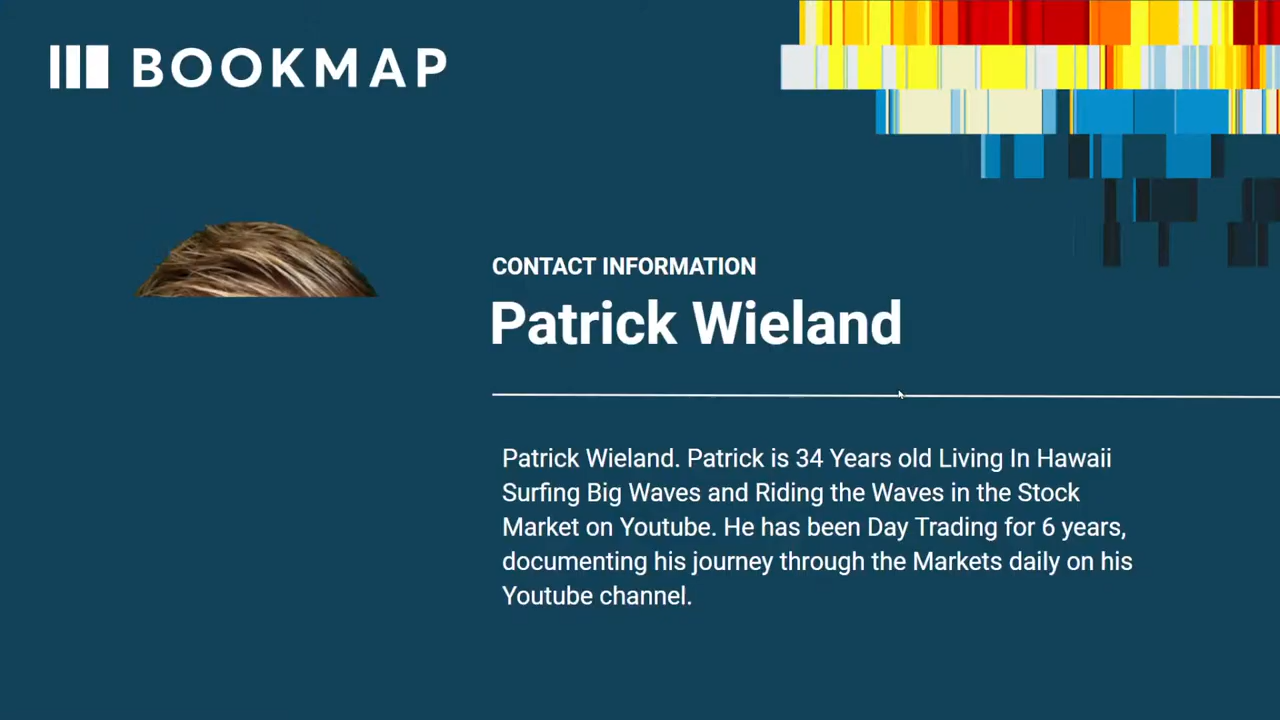 BOOKMAP
CONTACT INFORMATION
Patrick Wieland
Patrick Wieland. Patrick is 34 Years old Living In Hawaii
Surfing Big Waves and Riding the Waves in the Stock
Market on Youtube. He has been Day Trading for 6 years,
documenting his journey through the Markets daily on his
Youtube channel.